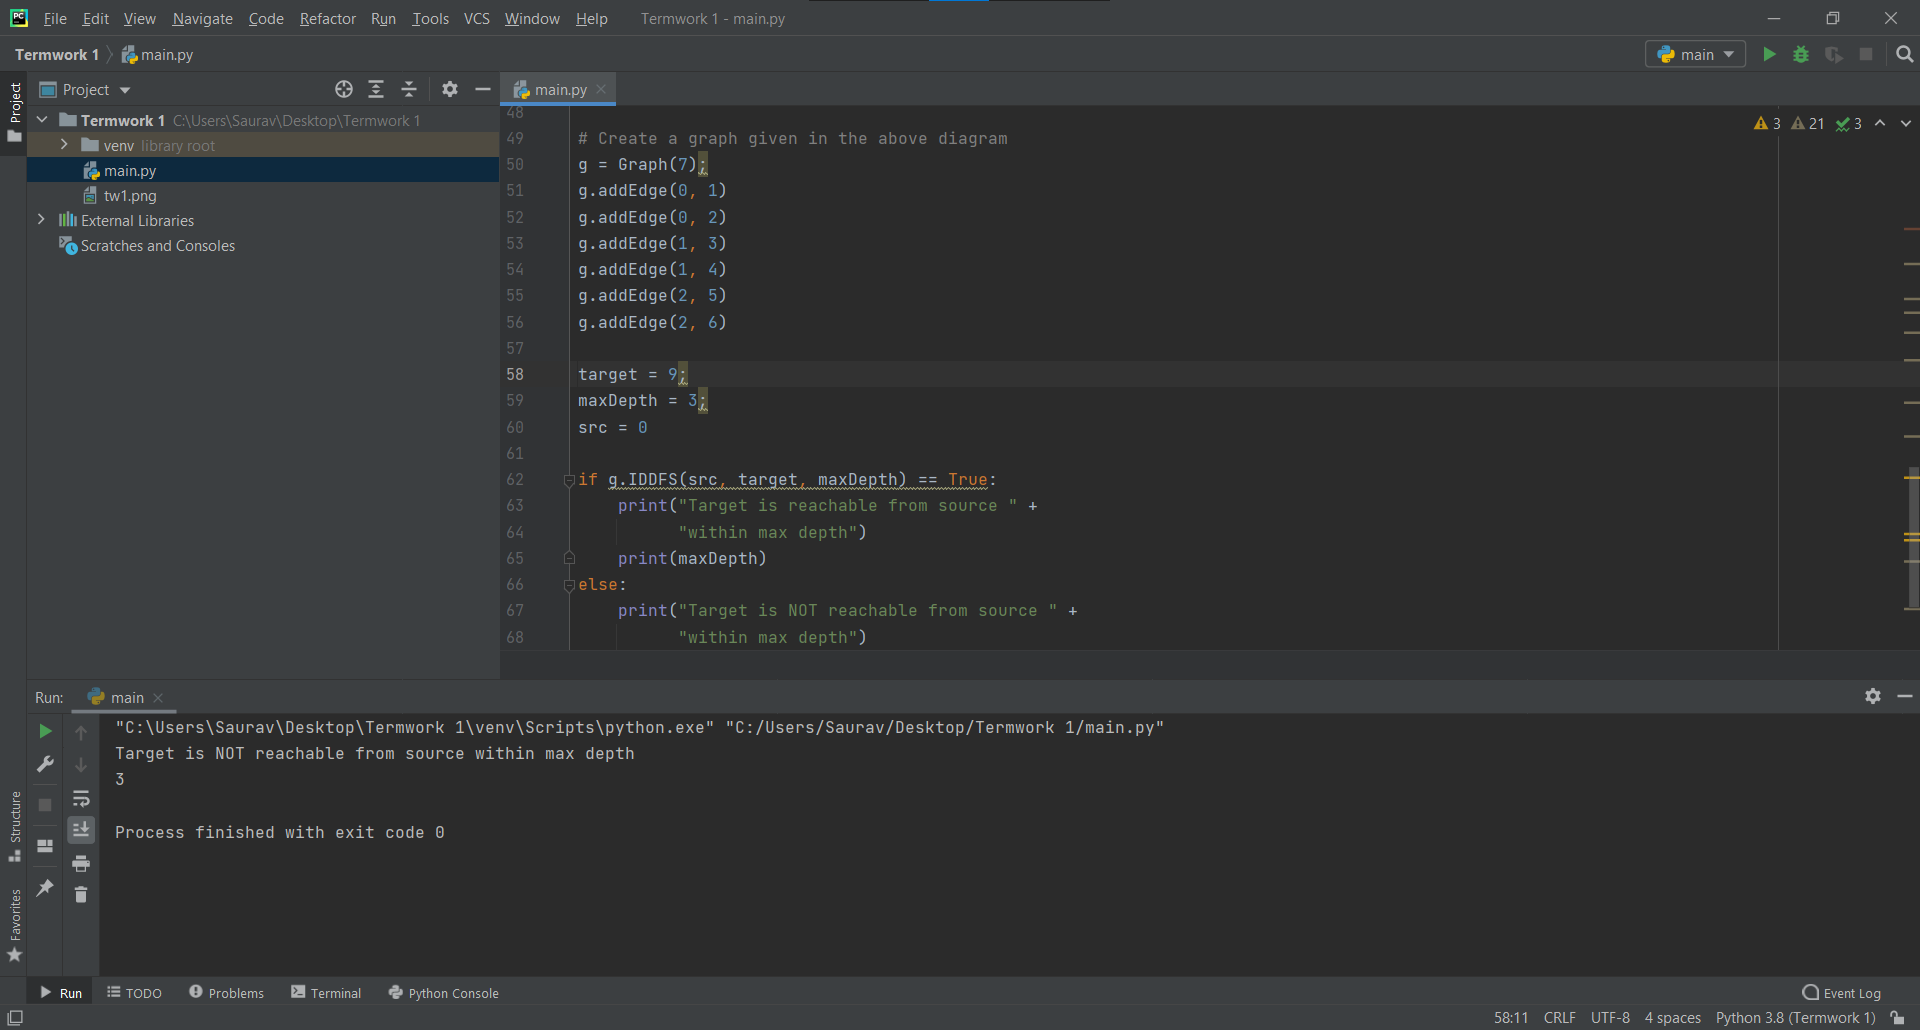 PC File Edit View Navigate Code Refactor Run Tools VCS Window Help Termwork 1 - main.py
Termwork 1 main.py main
Project
Project
main.py
Termwork 1 C:\Users\Saurav\Desktop\Termwork 1
venv library root
main.py
tw1.png
External Libraries
Scratches and Consoles
3 21 3
48
49 # Create a graph given in the above diagram
50 g = Graph(7);
51 g.addEdge(0, 1)
52 g.addEdge(0, 2)
53 g.addEdge(1, 3)
54 g.addEdge(1, 4)
55 g.addEdge(2, 5)
56 g.addEdge(2, 6)
57
58 target = 9;
59 maxDepth = 3;
60 src = 0
61
62 if g.IDDFS(src, target, maxDepth) == True:
63 print("Target is reachable from source " +
64 "within max depth")
65 print(maxDepth)
66 else:
67 print("Target is NOT reachable from source " +
68 "within max depth")
Run: main
"C:\Users\Saurav\Desktop\Termwork 1\venv\Scripts\python.exe" "C:/Users/Saurav/Desktop/Termwork 1/main.py"
Target is NOT reachable from source within max depth
3
Process finished with exit code 0
Structure
Favorites
Run TODO Problems Terminal Python Console Event Log
58:11 CRLF UTF-8 4 spaces Python 3.8 (Termwork 1)